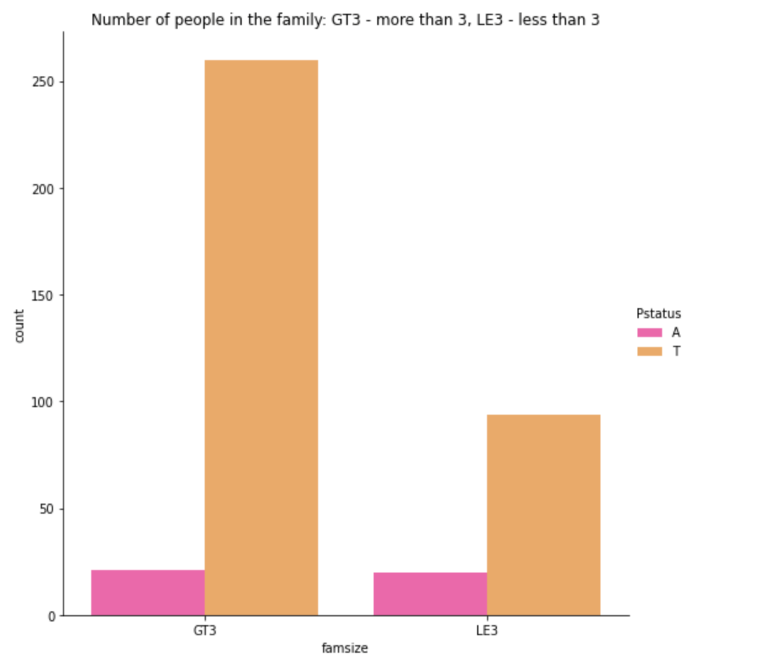 Number of people in the family: GT3 - more than 3, LE3 - less than 3
250
200
150
100
50
0
count
GT3
LE3
famsize
Pstatus
A
T